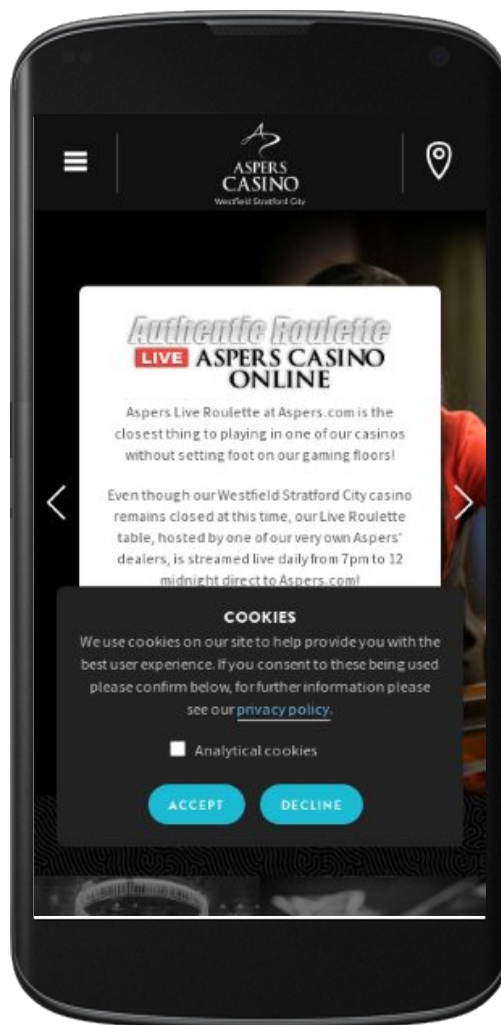 ASPERS
CASINO
Westfield Stratford City
Authentic Roulette
LIVE ASPERS CASINO
ONLINE
Aspers Live Roulette at Aspers.com is the
closest thing to playing in one of our casinos
without setting foot on our gaming floors!
Even though our Westfield Stratford City casino
remains closed at this time, our Live Roulette
table, hosted by one of our very own Aspers'
dealers, is streamed live daily from 7pm to 12
midnight direct to Aspers.com!
COOKIES
We use cookies on our site to help provide you with the
best user experience. If you consent to these being used
please confirm below, for further information please
see our privacy policy.
Analytical cookies
ACCEPT DECLINE